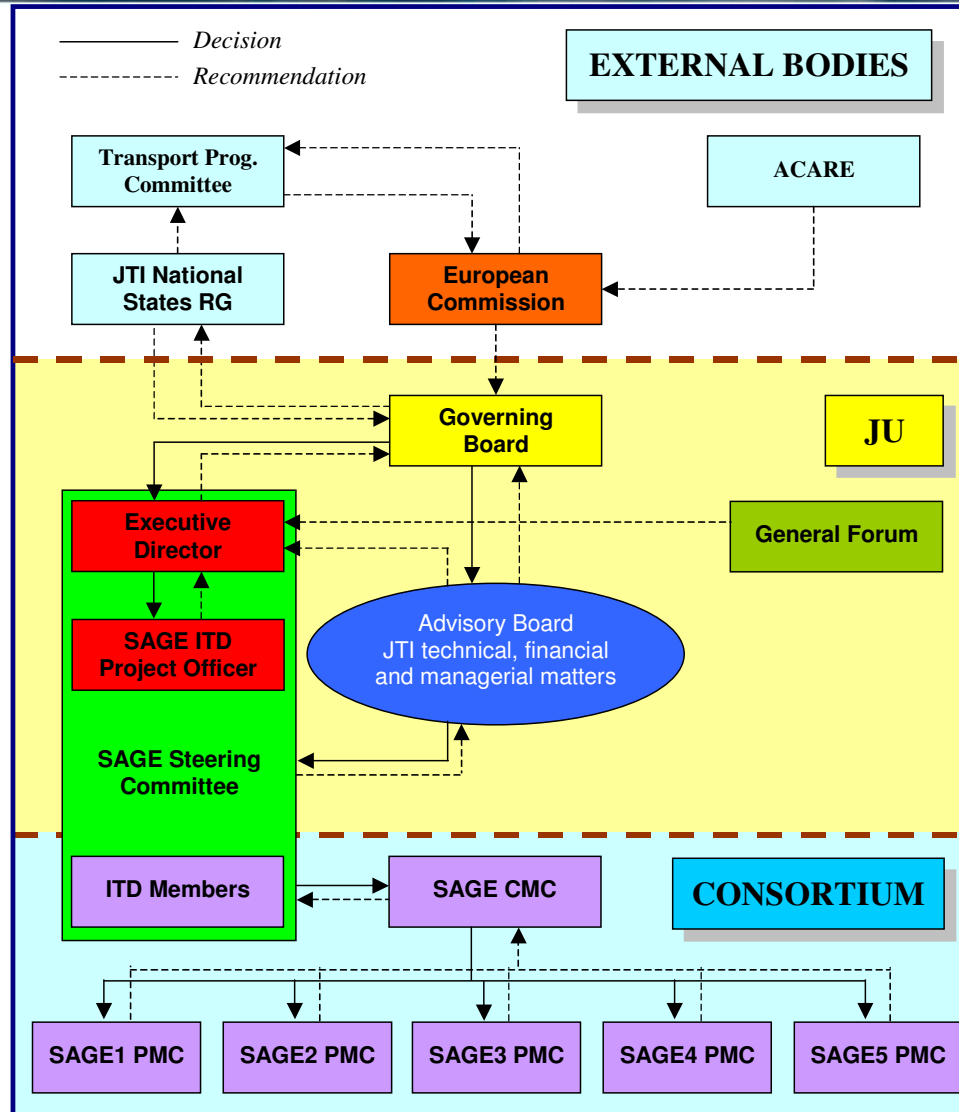 Decision
Recommendation
EXTERNAL BODIES
Transport Prog.
Committee
ACARE
JTI National
States RG
European
Commission
Governing
Board
JU
Executive
Director
General Forum
SAGE ITD
Project Officer
Advisory Board
JTI technical, financial
and managerial matters
SAGE Steering
Committee
ITD Members
SAGE CMC
CONSORTIUM
SAGE1 PMC
SAGE2 PMC
SAGE3 PMC
SAGE4 PMC
SAGE5 PMC